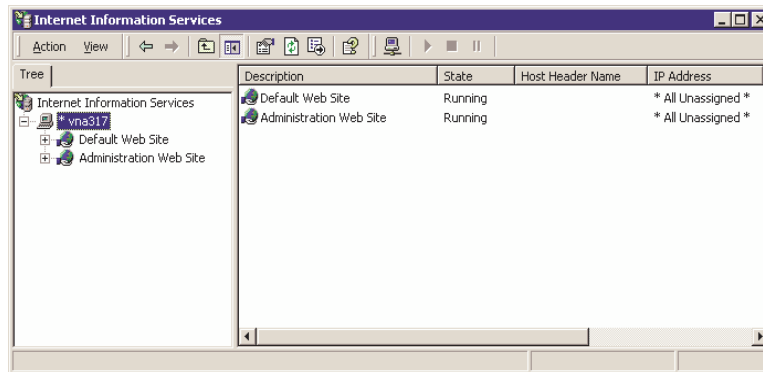 Internet Information Services
Action View
Tree
Description State Host Header Name IP Address
Internet Information Services
* vna317
Default Web Site
Administration Web Site
Default Web Site Running * All Unassigned *
Administration Web Site Running * All Unassigned *